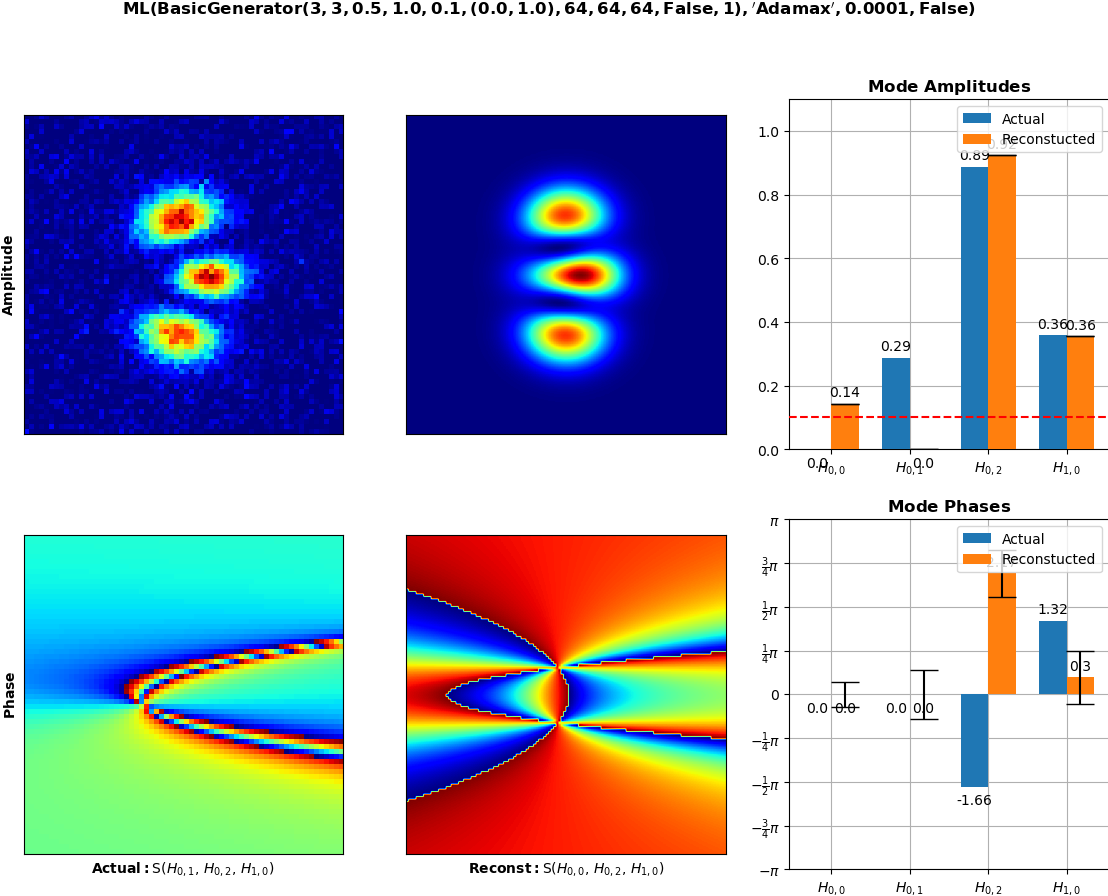 ML(BasicGenerator(3, 3, 0.5, 1.0, 0.1, (0.0, 1.0), 64, 64, 64, False, 1), 'Adamax', 0.0001, False)
Amplitude
Mode Amplitudes
Actual
Reconstucted
1.0
0.8
0.6
0.4
0.2
0.0
0.0
0.14
0.29
0.0
0.89
0.92
0.36
0.36
H0,0
H0,1
H0,2
H1,0
Phase
Actual: S(H0,1, H0,2, H1,0)
Reconst: S(H0,0, H0,2, H1,0)
Mode Phases
Actual
Reconstucted
π
3/4π
1/2π
1/4π
0
−1/4π
−1/2π
−3/4π
−π
0.0
0.0
0.0
0.0
-1.66
1.32
0.3
H0,0
H0,1
H0,2
H1,0